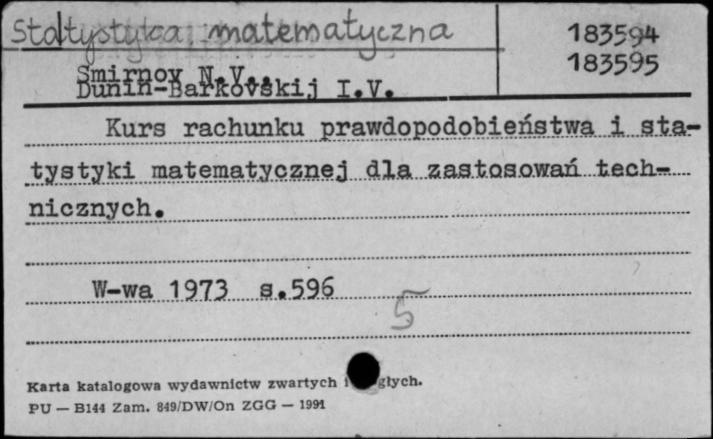 Statystyka matematyczna
183594
183595
Smirnov N.V.,
Dunin-Barkovskij I.V.
Kurs rachunku prawdopodobieństwa i sta-
tystyki matematycznej dla zastosowań tech-
nicznych.
W-wa 1973 s.596
5
Karta katalogowa wydawnictw zwartych i głych.
PU — B144 Zam. 849/DW/On ZGG — 1991